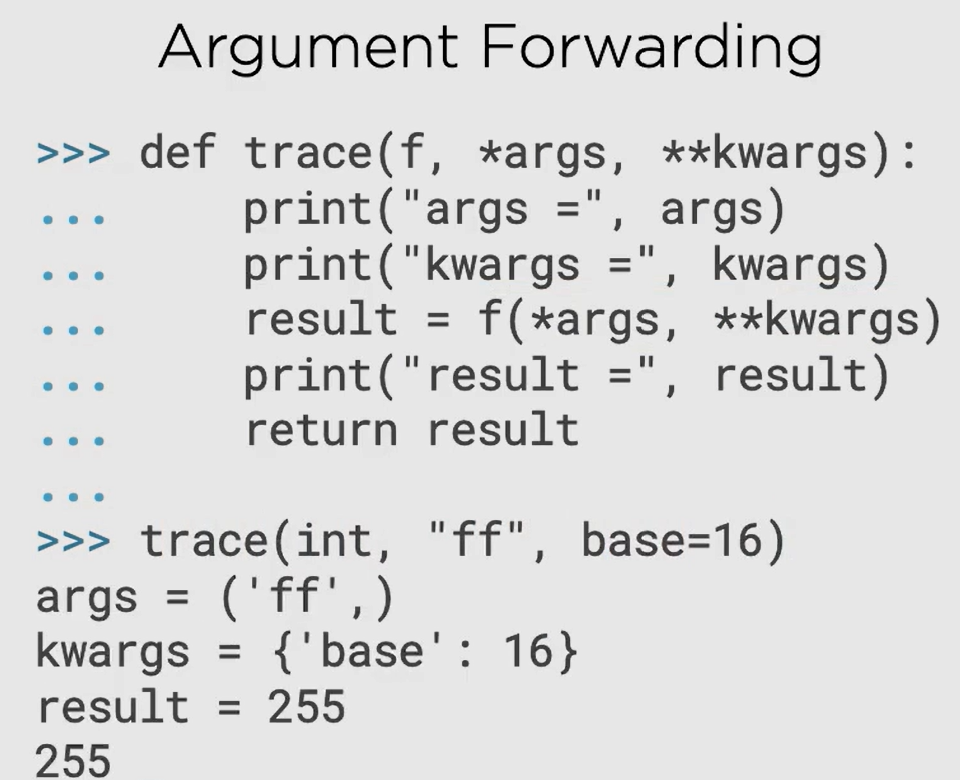 Argument Forwarding
>>> def trace(f, *args, **kwargs):
...     print("args =", args)
...     print("kwargs =", kwargs)
...     result = f(*args, **kwargs)
...     print("result =", result)
...     return result
...
>>> trace(int, "ff", base=16)
args = ('ff',)
kwargs = {'base': 16}
result = 255
255